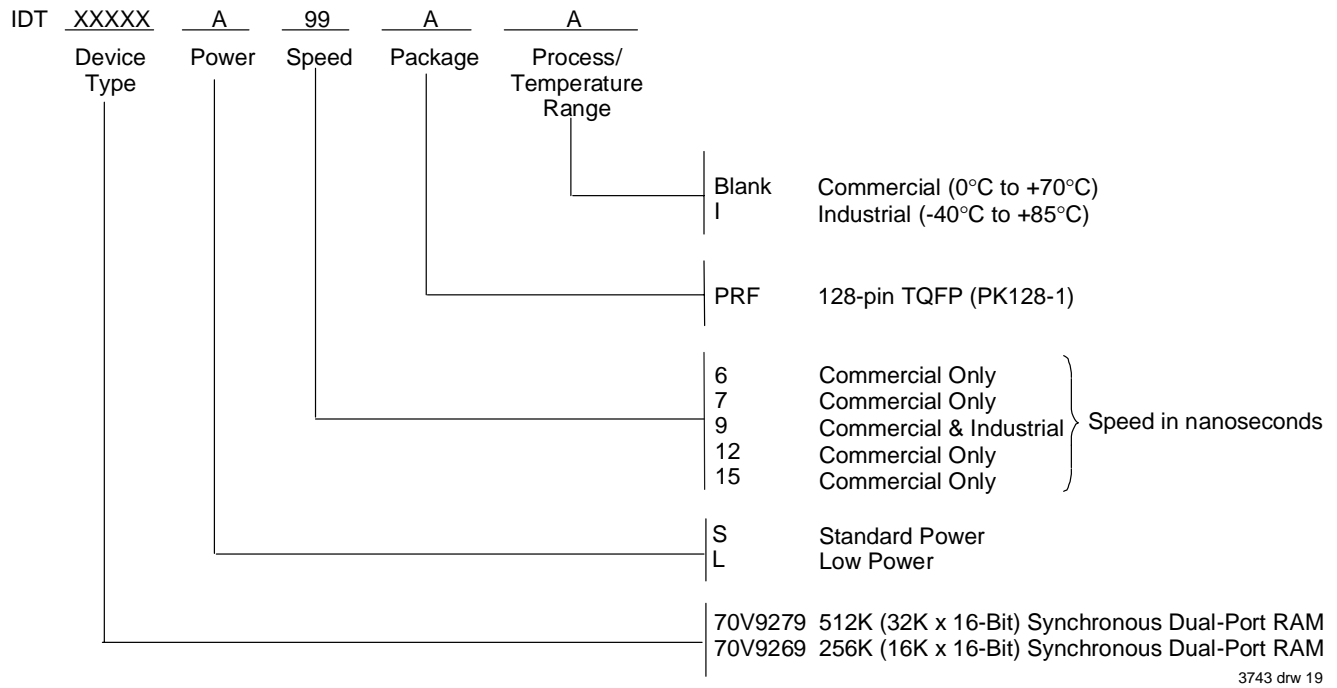 IDT XXXXX A 99 A A
Device Type Power Speed Package Process/ Temperature Range
Blank Commercial (0°C to +70°C)
I Industrial (-40°C to +85°C)
PRF 128-pin TQFP (PK128-1)
6 Commercial Only
7 Commercial Only
9 Commercial & Industrial
12 Commercial Only
15 Commercial Only
Speed in nanoseconds
S Standard Power
L Low Power
70V9279 512K (32K x 16-Bit) Synchronous Dual-Port RAM
70V9269 256K (16K x 16-Bit) Synchronous Dual-Port RAM
3743 drw 19